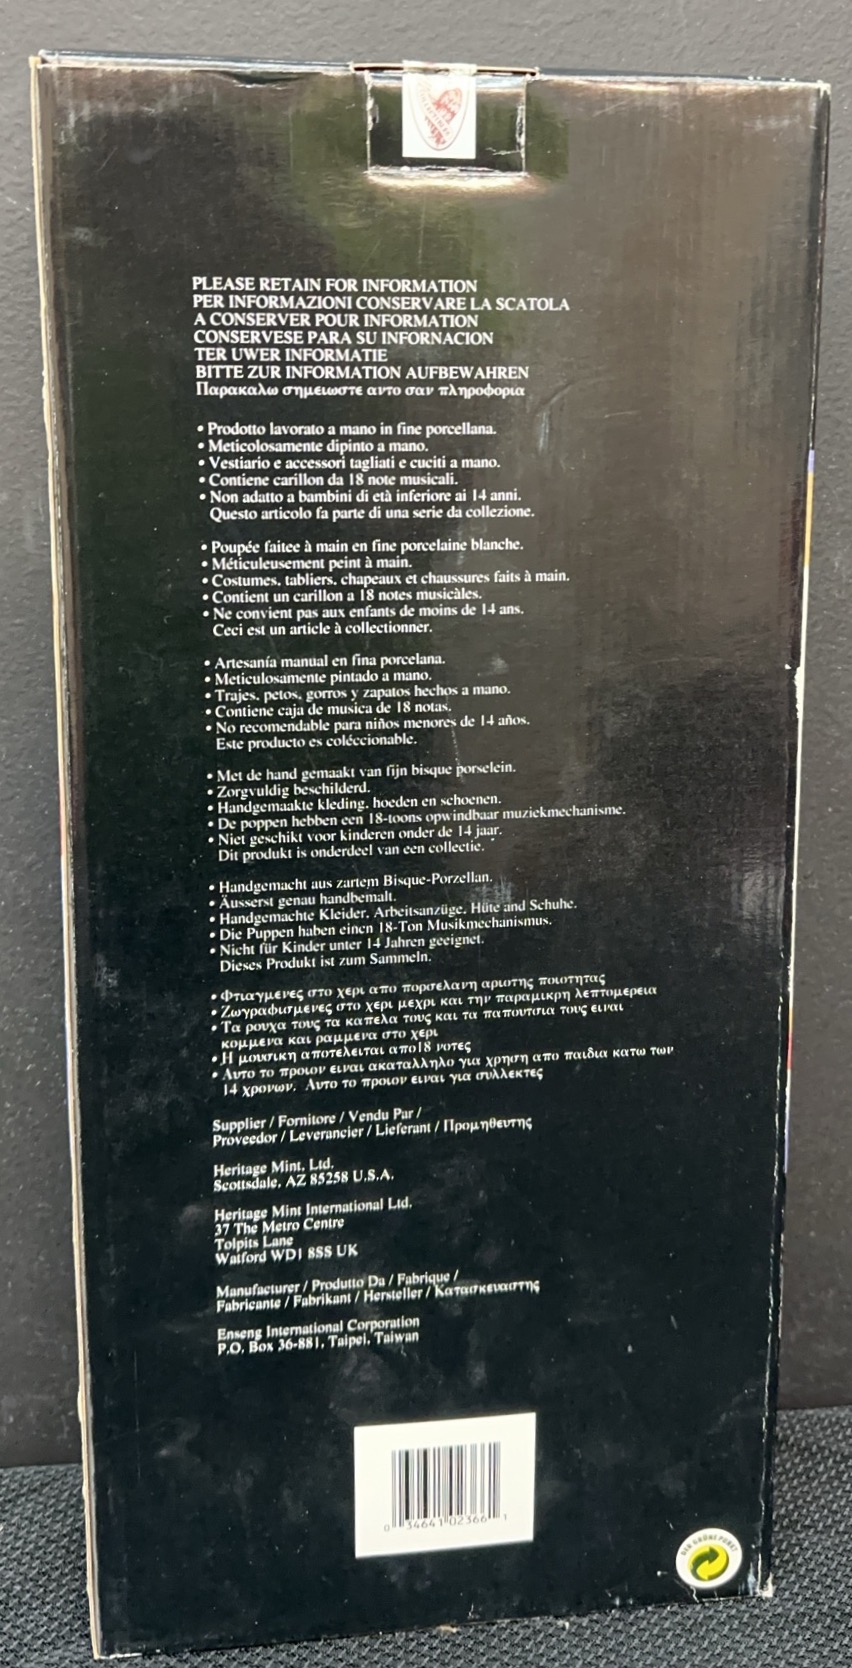 PLEASE RETAIN FOR INFORMATION
PER INFORMAZIONI CONSERVARE LA SCATOLA
A CONSERVER POUR INFORMATION
CONSERVESE PARA SU INFORNACION
TER UWER INFORMATIE
BITTE ZUR INFORMATION AUFBEWAHREN
Παρακαλω σημειωστε αυτο σαν πληροφορια
• Prodotto lavorato a mano in fine porcellana.
• Meticolosamente dipinto a mano.
• Vestiario e accessori tagliati e cuciti a mano.
• Contiene carillon da 18 note musicali.
• Non adatto a bambini di età inferiore ai 14 anni.
Questo articolo fa parte di una serie da collezione.
• Poupée faitee à main en fine porcelaine blanche.
• Méticuleusement peint à main.
• Costumes, tabliers, chapeaux et chaussures faits à main.
• Contient un carillon a 18 notes musicàles.
• Ne convient pas aux enfants de moins de 14 ans.
Ceci est un article à collectionner.
• Artesanía manual en fina porcelana.
• Meticulosamente pintado a mano.
• Trajes, petos, gorros y zapatos hechos a mano.
• Contiene caja de musica de 18 notas.
• No recomendable para niños menores de 14 años.
Este producto es coléccionable.
• Met de hand gemaakt van fijn bisque porselein.
• Zorgvuldig beschilderd.
• Handgemaakte kleding, hoeden en schoenen.
• De poppen hebben een 18-toons opwindbaar muziekmechanisme.
• Niet geschikt voor kinderen onder de 14 jaar.
Dit produkt is onderdeel van een collectie.
• Handgemacht aus zartem Bisque-Porzellan.
• Äusserst genau handbemalt.
• Handgemachte Kleider, Arbeitsanzüge, Hüte and Schuhe.
• Die Puppen haben einen 18-Ton Musikmechanismus.
• Nicht für Kinder unter 14 Jahren geeignet.
Dieses Produkt ist zum Sammeln.
• Φτιαγμενες στο χερι απο πορσελανη αριστης ποιοτητας
• Ζωγραφισμενες στο χερι μεχρι και την παραμικρη λεπτομερεια
• Τα ρουχα τους τα καπελα τους και τα παπουτσια τους ειναι
κομμενα και ραμμενα στο χερι
• Η μουσικη αποτελειται απο18 νοτες
• Αυτο το προιον ειναι ακαταλληλο για χρηση απο παιδια κατω των
14 χρονων. Αυτο το προιον ειναι για συλλεκτες
Supplier / Fornitore / Vendu Par /
Proveedor / Leverancier / Lieferant / Προμηθευτης
Heritage Mint, Ltd.
Scottsdale, AZ 85258 U.S.A.
Heritage Mint International Ltd.
37 The Metro Centre
Tolpits Lane
Watford WD1 8SS UK
Manufacturer / Produtto Da / Fabrique /
Fabricante / Fabrikant / Hersteller / Κατασκευαστης
Enseng International Corporation
P.O. Box 36-881, Taipei, Taiwan
0 34641 02366 1
DER GRÜNE PUNKT